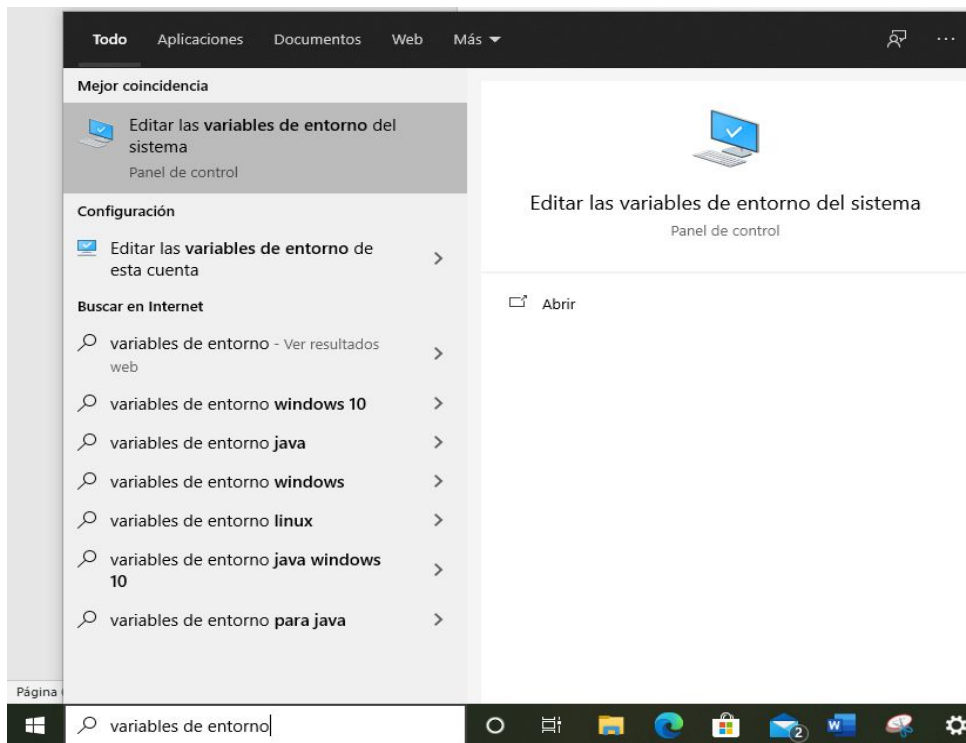 Todo Aplicaciones Documentos Web Más
Mejor coincidencia
Editar las variables de entorno del
sistema
Panel de control
Configuración
Editar las variables de entorno de
esta cuenta
Buscar en Internet
variables de entorno - Ver resultados
web
variables de entorno windows 10
variables de entorno java
variables de entorno windows
variables de entorno linux
variables de entorno java windows
10
variables de entorno para java
Editar las variables de entorno del sistema
Panel de control
Abrir
Página
variables de entorno
2
W